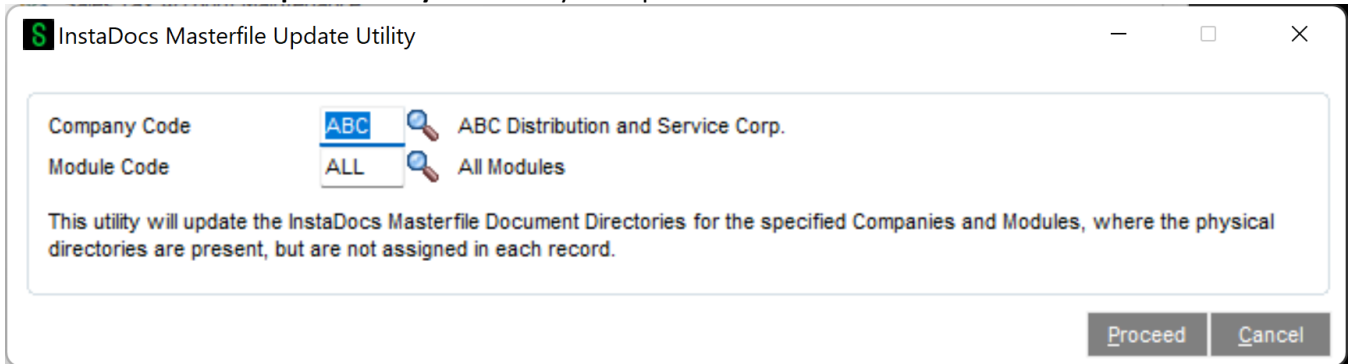 InstaDocs Masterfile Update Utility
Company Code ABC ABC Distribution and Service Corp.
Module Code ALL All Modules
This utility will update the InstaDocs Masterfile Document Directories for the specified Companies and Modules, where the physical
directories are present, but are not assigned in each record.
Proceed Cancel